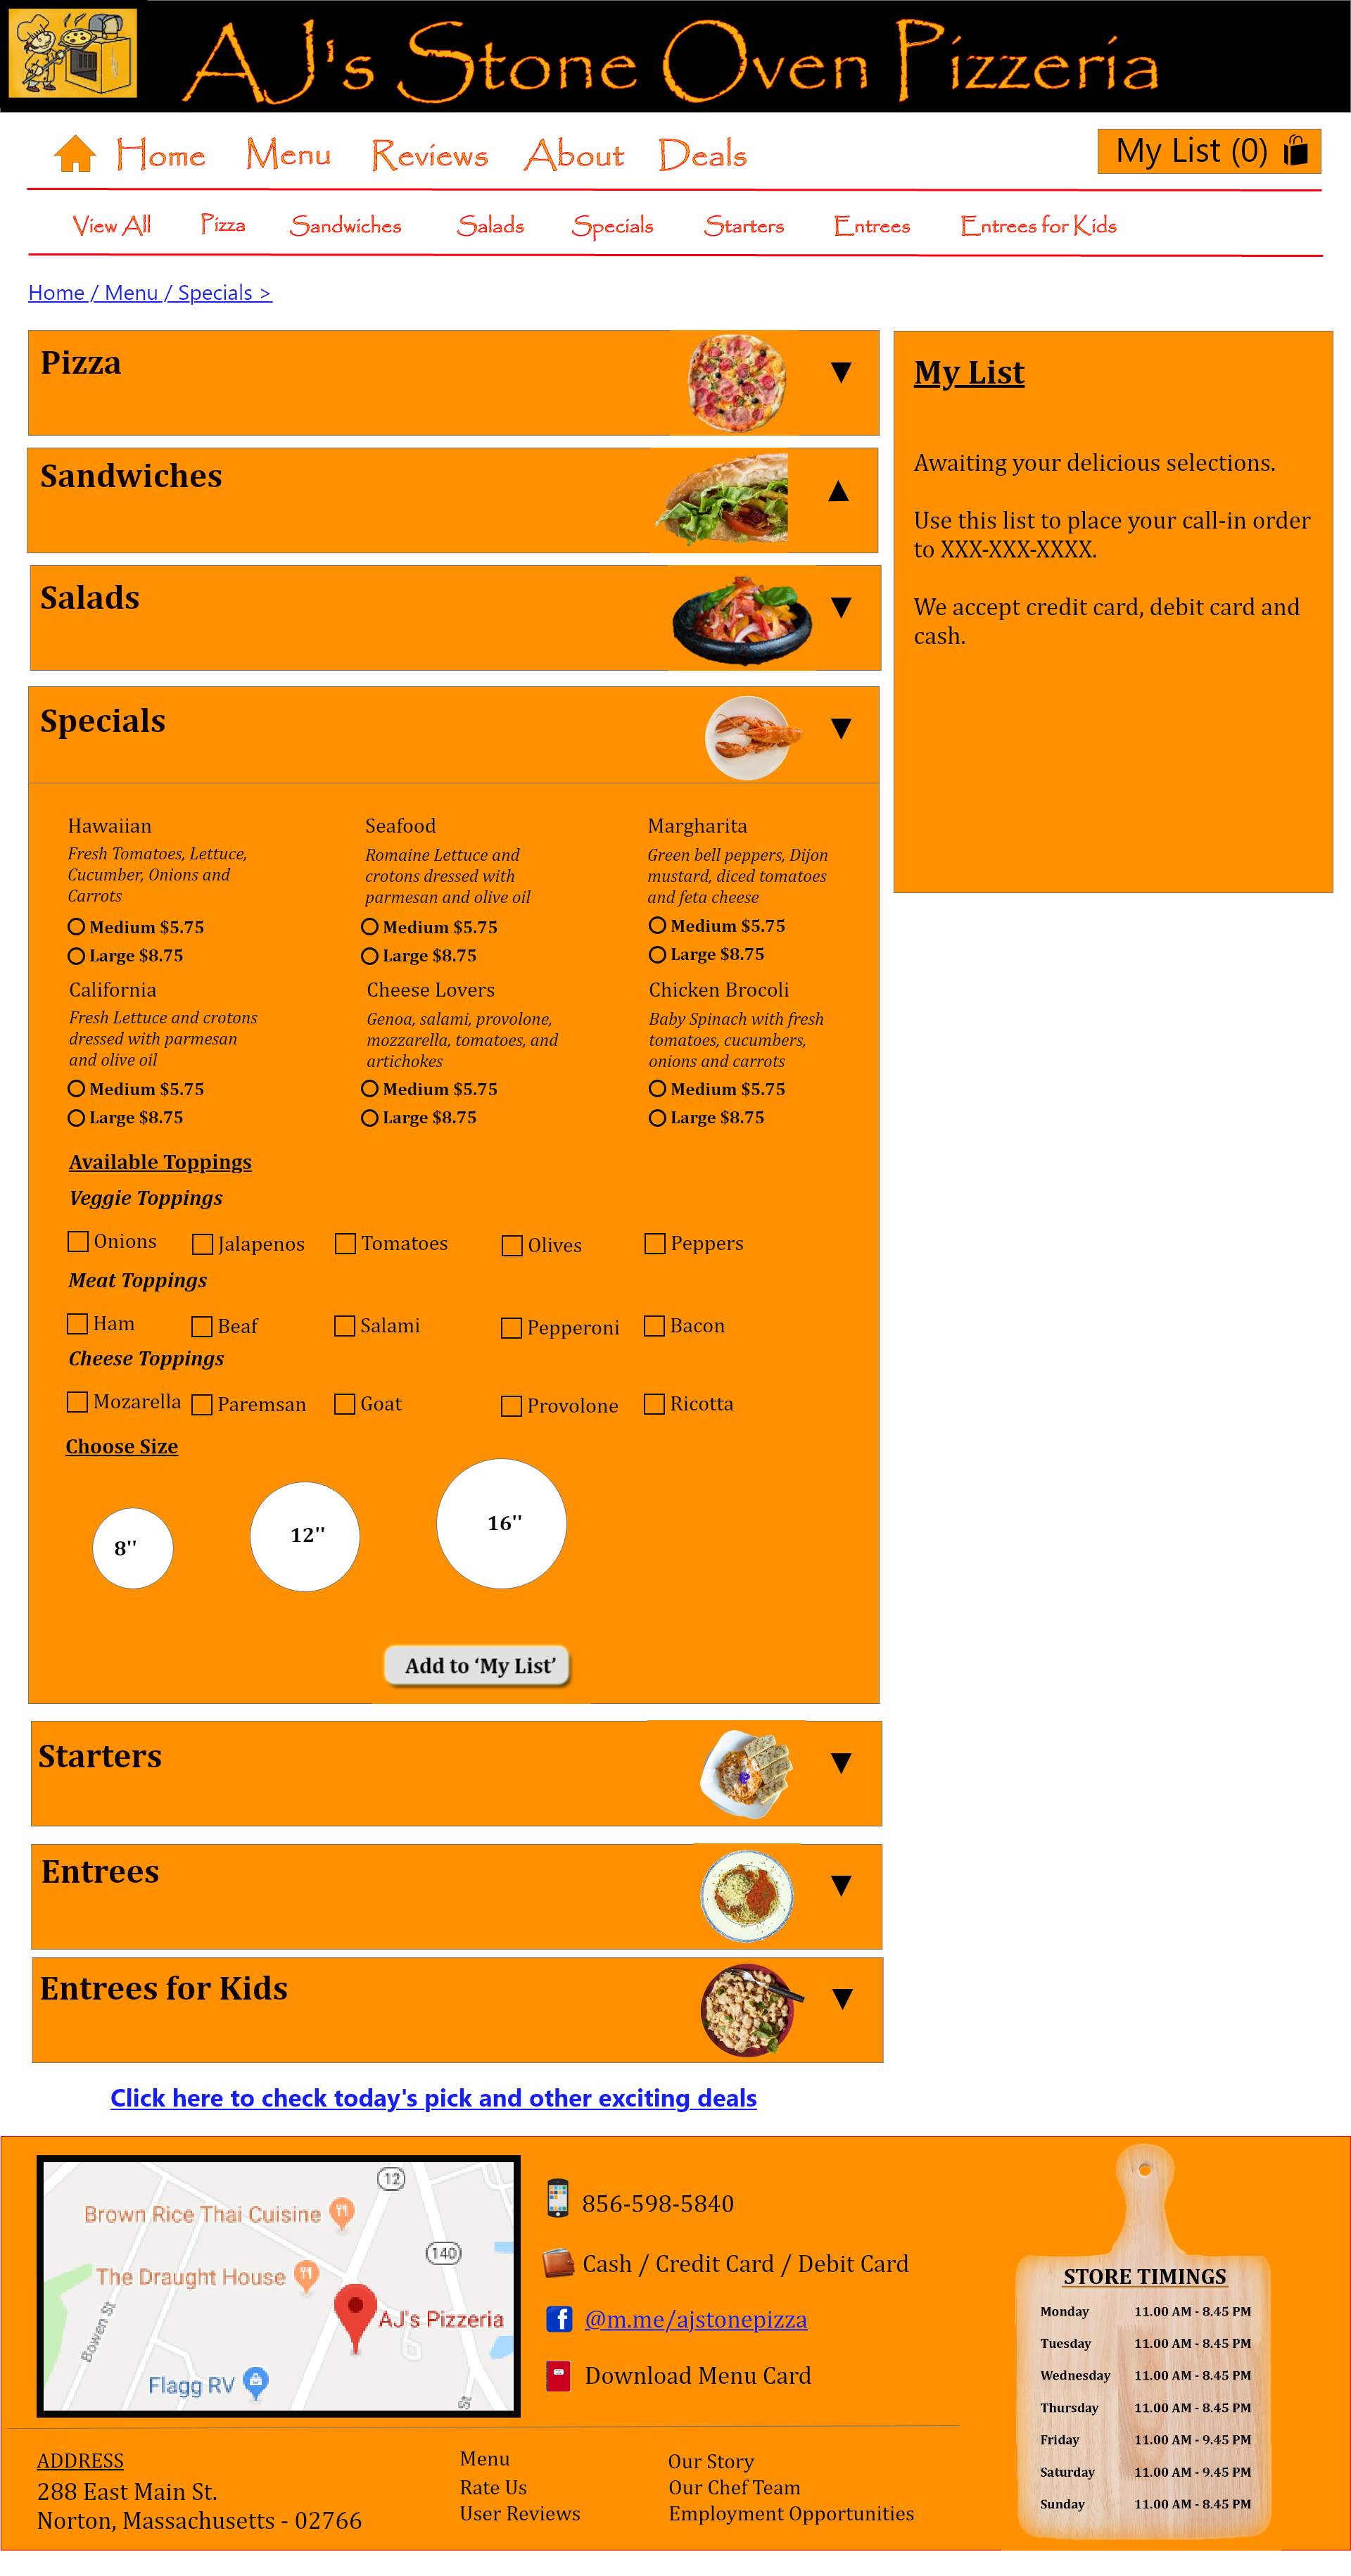 AJ's Stone Oven Pizzeria
Home Menu Reviews About Deals My List (0)
View All Pizza Sandwiches Salads Specials Starters Entrees Entrees for Kids
Home / Menu / Specials >
Pizza
Sandwiches
Salads
Specials
My List
Awaiting your delicious selections.
Use this list to place your call-in order
to XXX-XXX-XXXX.
We accept credit card, debit card and
cash.
Hawaiian
Fresh Tomatoes, Lettuce,
Cucumber, Onions and
Carrots
Medium $5.75
Large $8.75
Seafood
Romaine Lettuce and
crotons dressed with
parmesan and olive oil
Medium $5.75
Large $8.75
Margharita
Green bell peppers, Dijon
mustard, diced tomatoes
and feta cheese
Medium $5.75
Large $8.75
California
Fresh Lettuce and crotons
dressed with parmesan
and olive oil
Medium $5.75
Large $8.75
Cheese Lovers
Genoa, salami, provolone,
mozzarella, tomatoes, and
artichokes
Medium $5.75
Large $8.75
Chicken Brocoli
Baby Spinach with fresh
tomatoes, cucumbers,
onions and carrots
Medium $5.75
Large $8.75
Available Toppings
Veggie Toppings
Onions Jalapenos Tomatoes Olives Peppers
Meat Toppings
Ham Beaf Salami Pepperoni Bacon
Cheese Toppings
Mozarella Paremsan Goat Provolone Ricotta
Choose Size
8'' 12'' 16''
Add to ‘My List’
Starters
Entrees
Entrees for Kids
Click here to check today's pick and other exciting deals
12
Brown Rice Thai Cuisine
140
The Draught House
AJ's Pizzeria
Bowen St
Flagg RV
St
856-598-5840
Cash / Credit Card / Debit Card
@m.me/ajstonepizza
Download Menu Card
STORE TIMINGS
Monday 11.00 AM - 8.45 PM
Tuesday 11.00 AM - 8.45 PM
Wednesday 11.00 AM - 8.45 PM
Thursday 11.00 AM - 8.45 PM
Friday 11.00 AM - 9.45 PM
Saturday 11.00 AM - 9.45 PM
Sunday 11.00 AM - 8.45 PM
ADDRESS
288 East Main St.
Norton, Massachusetts - 02766
Menu
Rate Us
User Reviews
Our Story
Our Chef Team
Employment Opportunities